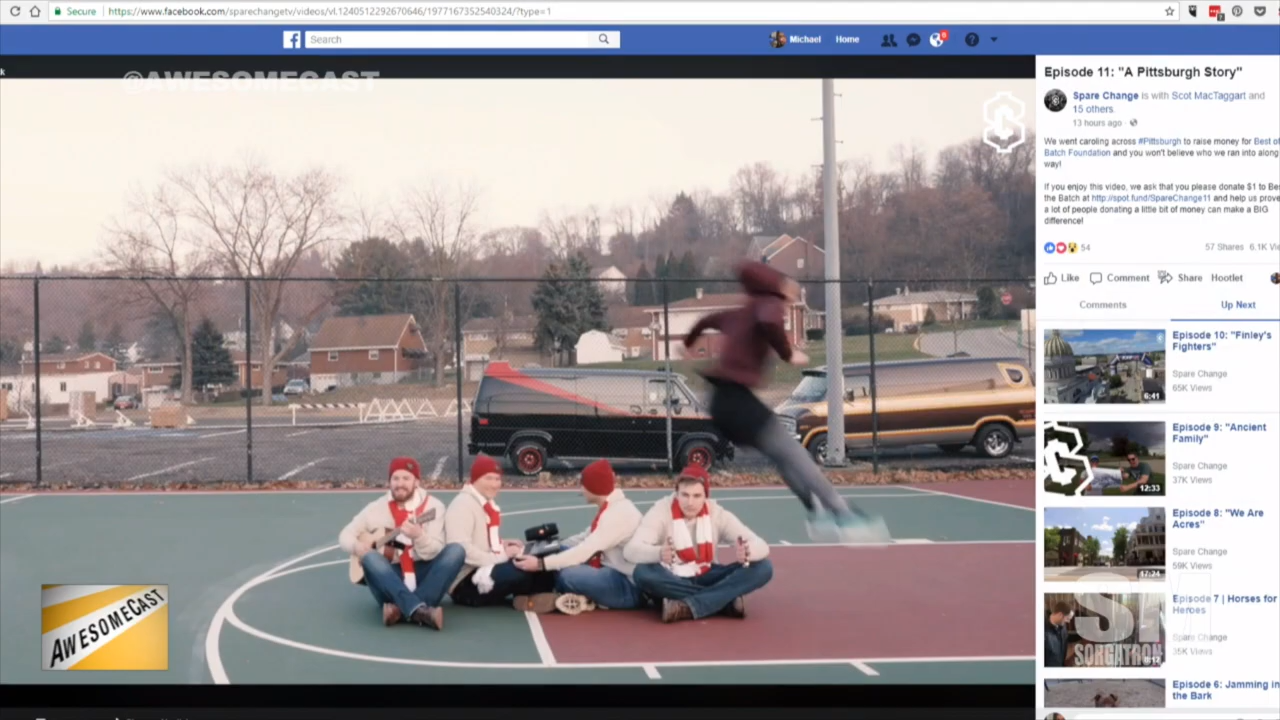 Secure
https://www.facebook.com/sparechangetv/videos/vl.1240512292670646/1977167352540324/?type=1
Search
Michael
Home
6
k
@AWESOMECAST
Episode 11: "A Pittsburgh Story"
Spare Change is with Scot MacTaggart and
15 others.
13 hours ago
We went caroling across #Pittsburgh to raise money for Best of
Batch Foundation and you won't believe who we ran into along
way!
If you enjoy this video, we ask that you please donate $1 to Bes
the Batch at http://spot.fund/SpareChange11 and help us prove
a lot of people donating a little bit of money can make a BIG
difference!
54
57 Shares
6.1K Vie
Like
Comment
Share
Hootlet
Comments
Up Next
Episode 10: "Finley's
Fighters"
Spare Change
65K Views
6:41
Episode 9: "Ancient
Family"
Spare Change
37K Views
12:33
Episode 8: "We Are
Acres"
Spare Change
59K Views
17:24
Episode 7 | Horses for
Heroes
Spare Change
35K Views
SORGATRON
Episode 6: Jamming in
the Bark
AWESOMECAST